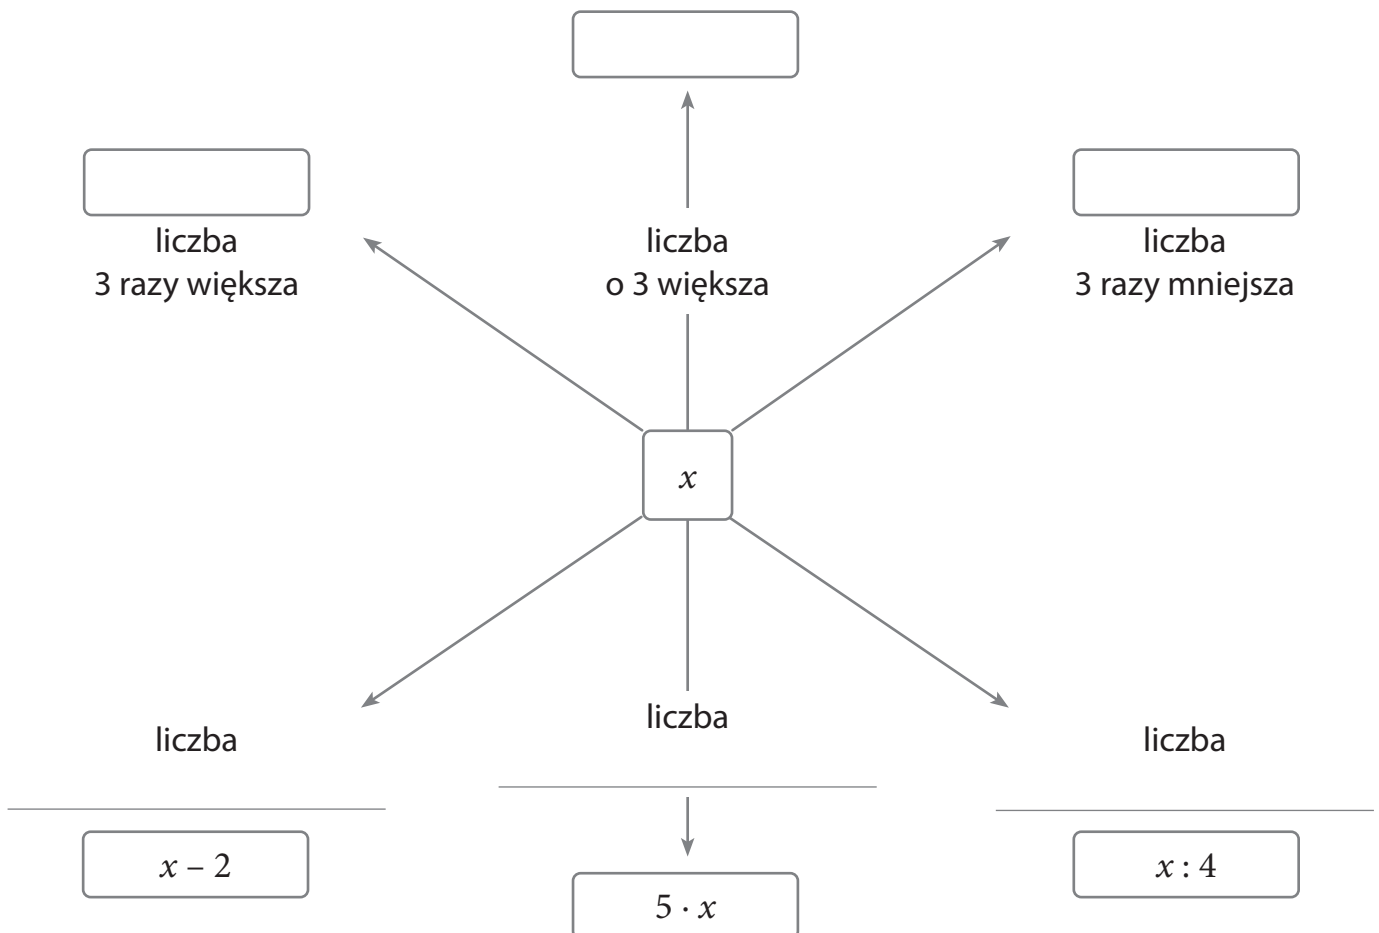 liczba
3 razy większa
liczba
o 3 większa
liczba
3 razy mniejsza
x
liczba
x – 2
liczba
5 · x
liczba
x : 4